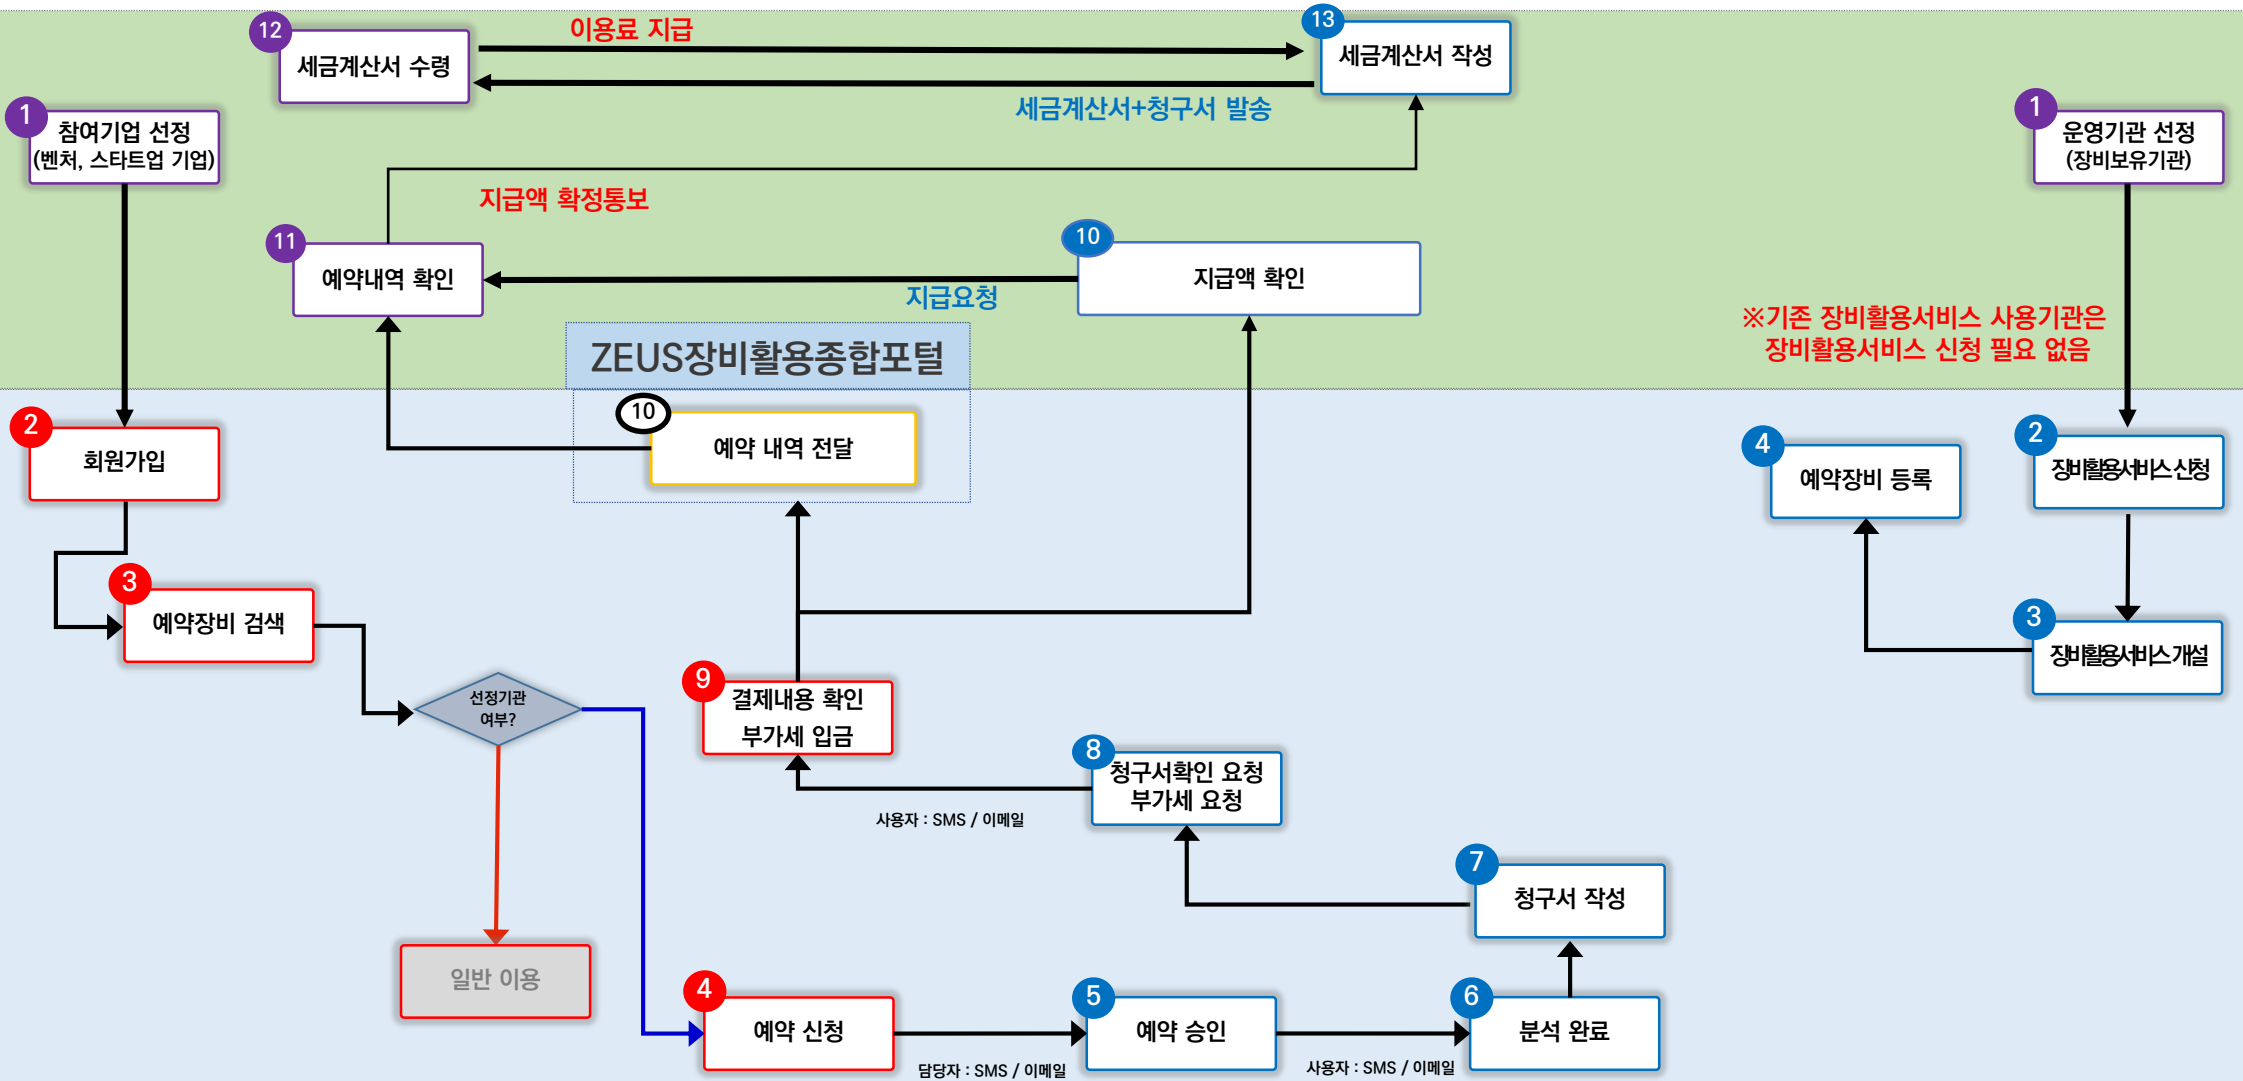 12
세금계산서 수령
이용료 지급
13
세금계산서 작성
세금계산서+청구서 발송
1
참여기업 선정
(벤처, 스타트업 기업)
1
운영기관 선정
(장비보유기관)
지급액 확정통보
11
예약내역 확인
10
지급액 확인
지급요청
※기존 장비활용서비스 사용기관은
장비활용서비스 신청 필요 없음
ZEUS장비활용종합포털
10
예약 내역 전달
2
회원가입
4
예약장비 등록
2
장비활용서비스 신청
3
예약장비 검색
3
장비활용서비스 개설
선정기관
여부?
9
결제내용 확인
부가세 입금
8
청구서확인 요청
부가세 요청
사용자 : SMS / 이메일
7
청구서 작성
일반 이용
4
예약 신청
담당자 : SMS / 이메일
5
예약 승인
사용자 : SMS / 이메일
6
분석 완료